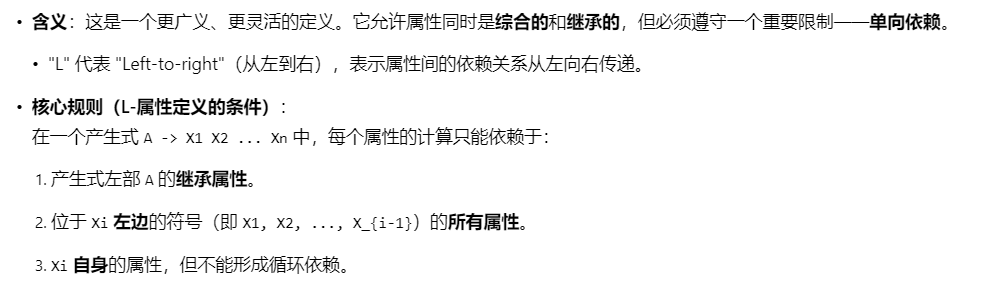 • 含义：这是一个更广义、更灵活的定义。它允许属性同时是综合的和继承的，但必须遵守一个重要限制——单向依赖。
• "L" 代表 "Left-to-right"（从左到右），表示属性间的依赖关系从左向右传递。
• 核心规则（L-属性定义的条件）：
在一个产生式 A -> X1 X2 ... Xn 中，每个属性的计算只能依赖于：
1. 产生式左部 A 的继承属性。
2. 位于 Xi 左边的符号（即 X1, X2, ..., X_{i-1}）的所有属性。
3. Xi 自身的属性，但不能形成循环依赖。